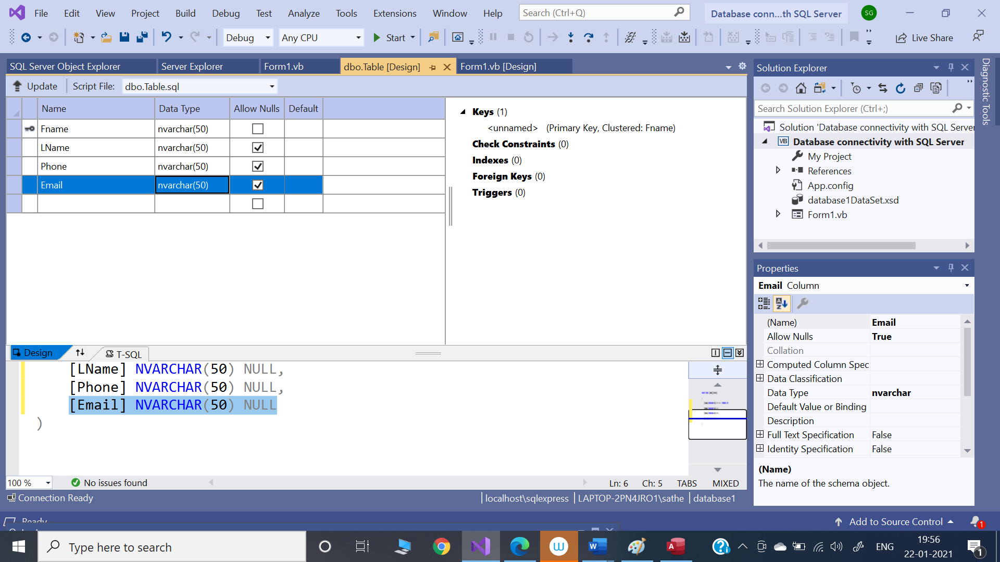 File Edit View Project Build Debug Test Analyze Tools Extensions Window Help Search (Ctrl+Q) Database conn...th SQL Server SG
Debug Any CPU Start Live Share
SQL Server Object Explorer Server Explorer Form1.vb dbo.Table [Design] Form1.vb [Design]
Update Script File: dbo.Table.sql
Name Data Type Allow Nulls Default
Fname nvarchar(50)
LName nvarchar(50)
Phone nvarchar(50)
Email nvarchar(50)
Keys (1)
<unnamed> (Primary Key, Clustered: Fname)
Check Constraints (0)
Indexes (0)
Foreign Keys (0)
Triggers (0)
Design T-SQL
[LName] NVARCHAR(50) NULL,
[Phone] NVARCHAR(50) NULL,
[Email] NVARCHAR(50) NULL
)
100 % No issues found Ln: 6 Ch: 5 TABS MIXED
Connection Ready localhost\sqlexpress LAPTOP-2PN4JRO1\sathe database1
Solution Explorer
Search Solution Explorer (Ctrl+;)
Solution 'Database connectivity with SQL Server
VB Database connectivity with SQL Server
My Project
References
App.config
database1DataSet.xsd
Form1.vb
Diagnostic Tools
Properties
Email Column
(Name) Email
Allow Nulls True
Collation
Computed Column Spec
Data Classification
Data Type nvarchar
Default Value or Binding
Description
Full Text Specification False
Identity Specification False
(Name)
The name of the schema object.
Ready Add to Source Control 1
Type here to search ENG 19:56
22-01-2021 1